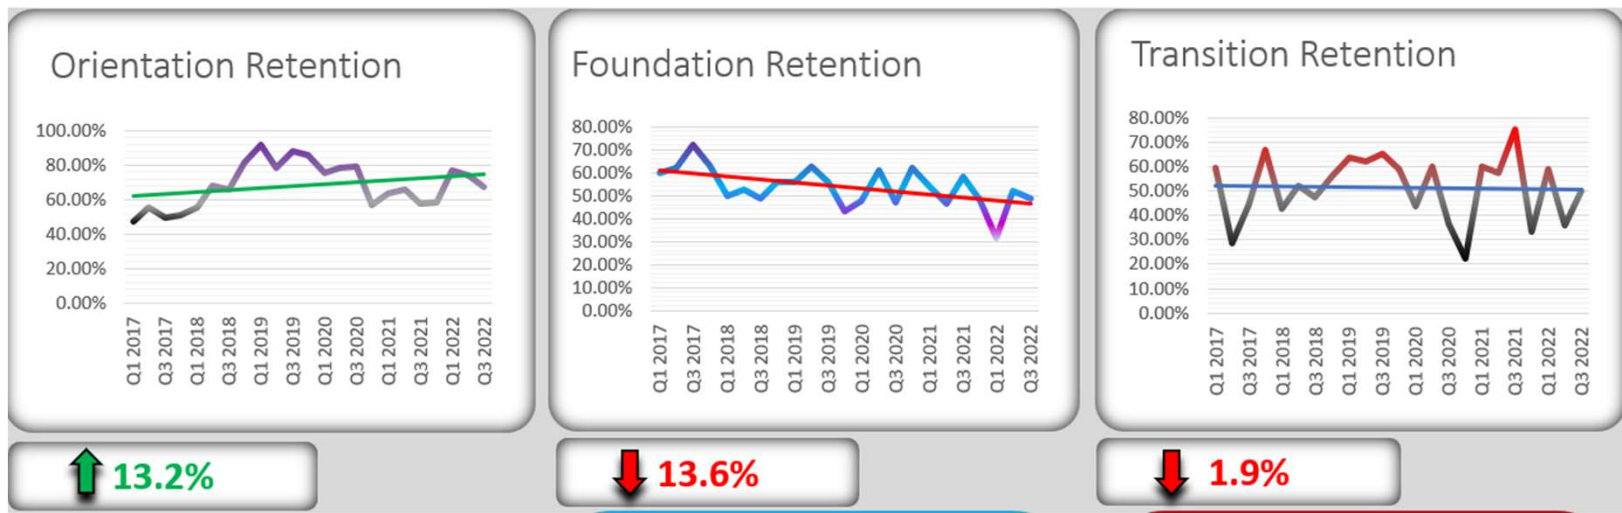 Orientation Retention
100.00%
80.00%
60.00%
40.00%
20.00%
0.00%
Q1 2017
Q3 2017
Q1 2018
Q3 2018
Q1 2019
Q3 2019
Q1 2020
Q3 2020
Q1 2021
Q3 2021
Q1 2022
Q3 2022
13.2%
Foundation Retention
80.00%
70.00%
60.00%
50.00%
40.00%
30.00%
20.00%
10.00%
0.00%
Q1 2017
Q3 2017
Q1 2018
Q3 2018
Q1 2019
Q3 2019
Q1 2020
Q3 2020
Q1 2021
Q3 2021
Q1 2022
Q3 2022
13.6%
Transition Retention
80.00%
70.00%
60.00%
50.00%
40.00%
30.00%
20.00%
10.00%
0.00%
Q1 2017
Q3 2017
Q1 2018
Q3 2018
Q1 2019
Q3 2019
Q1 2020
Q3 2020
Q1 2021
Q3 2021
Q1 2022
Q3 2022
1.9%